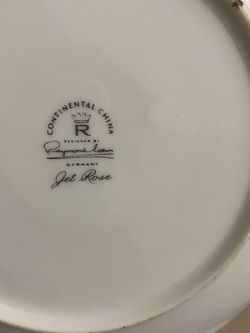 CONTINENTAL CHINA
R
DESIGNED BY
Raymond Loewy
GERMANY
Jet Rose